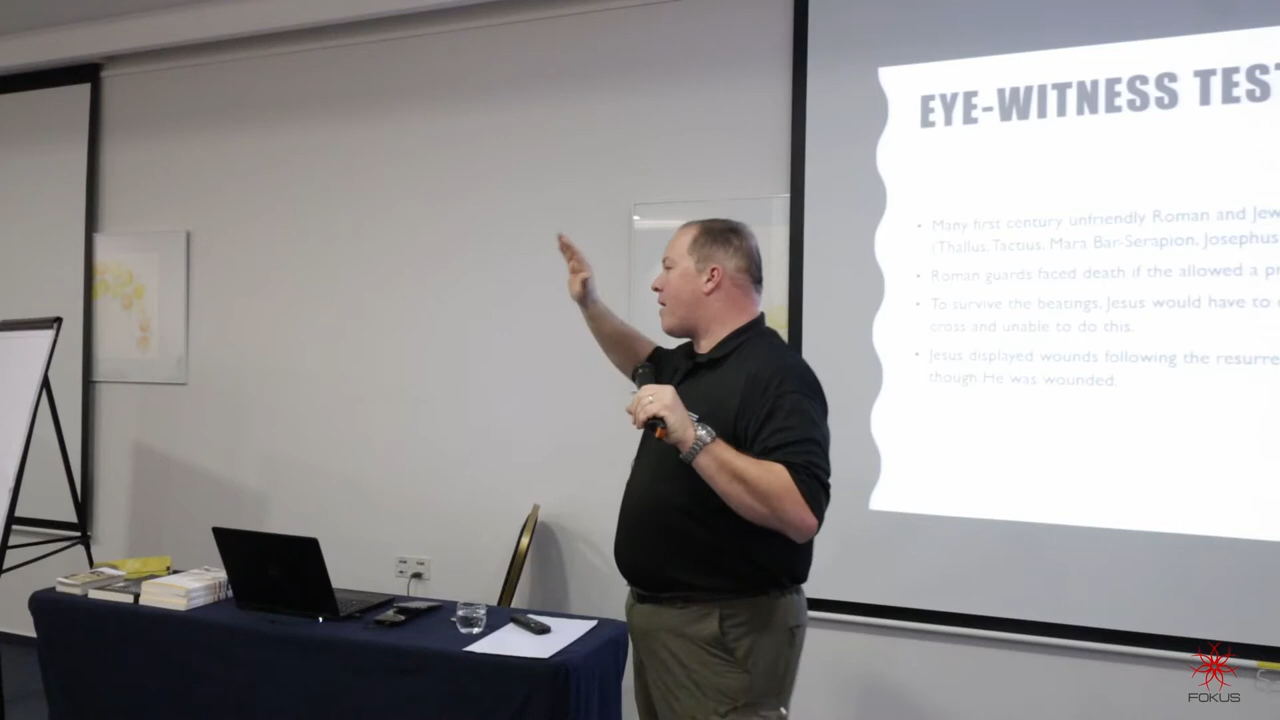 EYE-WITNESS TEST
• Many first century unfriendly Roman and Jew
(Thallus, Tactius, Mara Bar-Serapion, Josephus
• Roman guards faced death if the allowed a pr
• To survive the beatings, Jesus would have to
cross and unable to do this.
• Jesus displayed wounds following the resurre
though He was wounded.
FOKUS